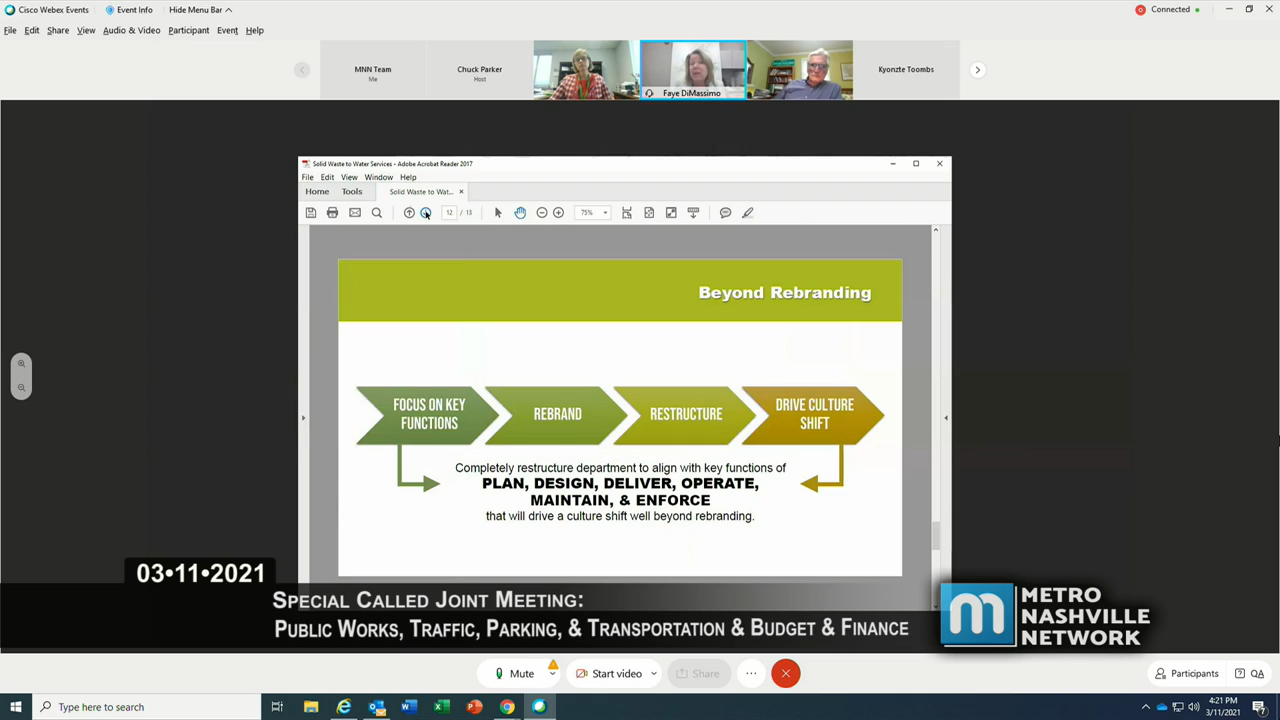 Cisco Webex Events
Event Info
Hide Menu Bar
Connected
File Edit Share View Audio & Video Participant Event Help
MNN Team
Me
Chuck Parker
Host
Faye DiMassimo
Kyonzte Toombs
Solid Waste to Water Services - Adobe Acrobat Reader 2017
File Edit View Window Help
Home Tools Solid Waste to Wat...
12 / 13 75%
Beyond Rebranding
FOCUS ON KEY
FUNCTIONS
REBRAND
RESTRUCTURE
DRIVE CULTURE
SHIFT
Completely restructure department to align with key functions of
PLAN, DESIGN, DELIVER, OPERATE,
MAINTAIN, & ENFORCE
that will drive a culture shift well beyond rebranding.
03•11•2021
SPECIAL CALLED JOINT MEETING:
PUBLIC WORKS, TRAFFIC, PARKING, & TRANSPORTATION & BUDGET & FINANCE
m
METRO
NASHVILLE
NETWORK
Mute
Start video
Share
Participants
QA
Type here to search
4:21 PM
3/11/2021